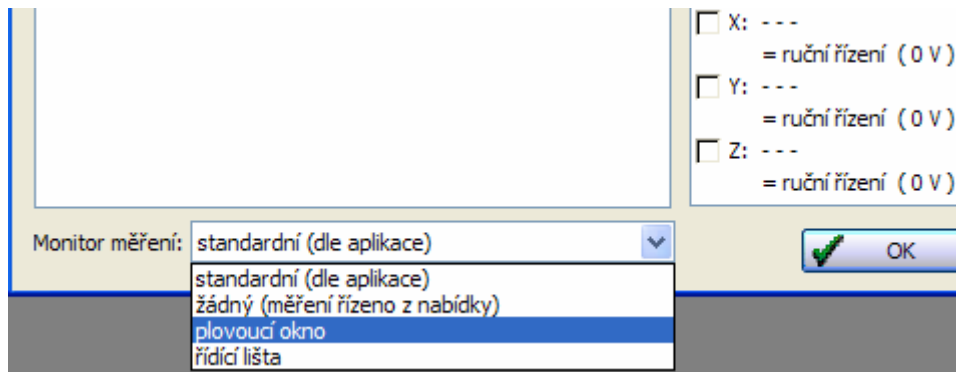 X: ---
= ruční řízení ( 0 V )
Y: ---
= ruční řízení ( 0 V )
Z: ---
= ruční řízení ( 0 V )
Monitor měření: standardní (dle aplikace)
OK
standardní (dle aplikace)
žádný (měření řízeno z nabídky)
plovoucí okno
řídící lišta